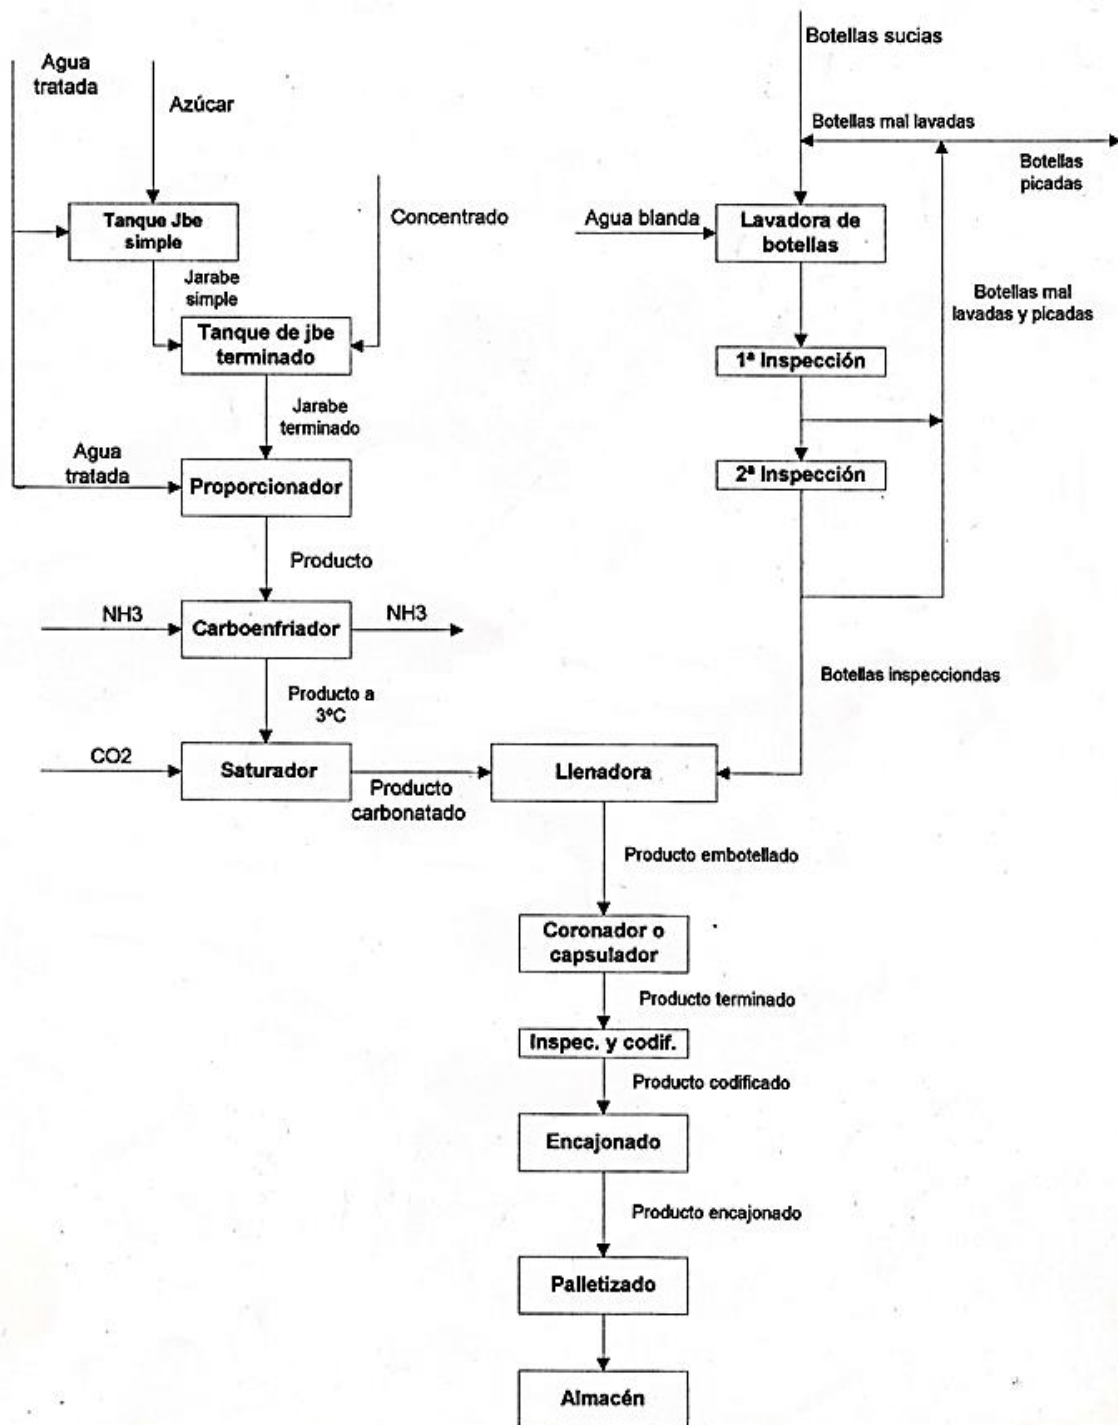 Agua
tratada
Azúcar
Concentrado
Tanque Jbe
simple
Jarabe
simple
Tanque de jbe
terminado
Jarabe
terminado
Agua
tratada
Proporcionador
Producto
NH3
Carboenfriador
NH3
Producto a
3ºC
CO2
Saturador
Producto
carbonatado
Botellas sucias
Botellas mal lavadas
Botellas
picadas
Agua blanda
Lavadora de
botellas
Botellas mal
lavadas y picadas
1ª Inspección
2ª Inspección
Botellas inspecciondas
Llenadora
Producto embotellado
Coronador o
capsulador
Producto terminado
Inspec. y codif.
Producto codificado
Encajonado
Producto encajonado
Palletizado
Almacén